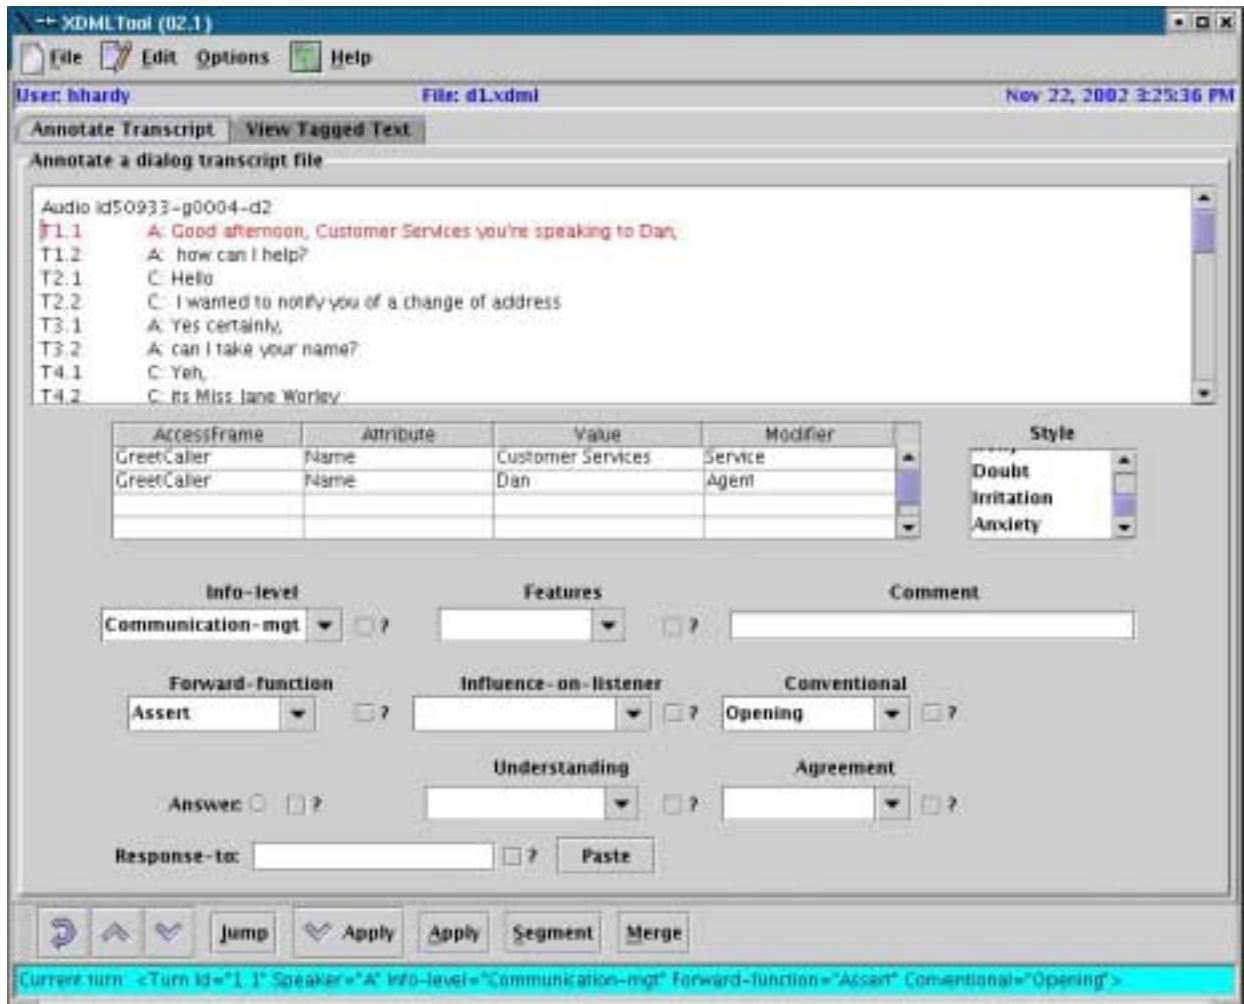 XDMLTool (02.1)
File Edit Options Help
User: hhardy File: d1.xdml Nov 22, 2002 3:25:36 PM
Annotate Transcript View Tagged Text
Annotate a dialog transcript file
Audio id50933-g0004-d2
T1.1 A: Good afternoon, Customer Services you're speaking to Dan,
T1.2 A: how can I help?
T2.1 C: Hello
T2.2 C: I wanted to notify you of a change of address
T3.1 A: Yes certainly,
T3.2 A: can I take your name?
T4.1 C: Yeh,
T4.2 C: its Miss Jane Worley
AccessFrame Attribute Value Modifier Style
GreetCaller Name Customer Services Service
GreetCaller Name Dan Agent
Doubt
Irritation
Anxiety
Info-level Features Comment
Communication-mgt ? ?
Forward-function Influence-on-listener Conventional
Assert ? ? Opening ?
Understanding Agreement
Answer: ? ? ?
Response-to: ? Paste
Jump Apply Apply Segment Merge
Current turn: <Turn Id="1.1" Speaker="A" Info-level="Communication-mgt" Forward-function="Assert" Conventional="Opening">